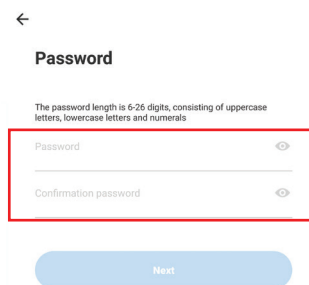 Password
The password length is 6-26 digits, consisting of uppercase
letters, lowercase letters and numerals
Password
Confirmation password
Next